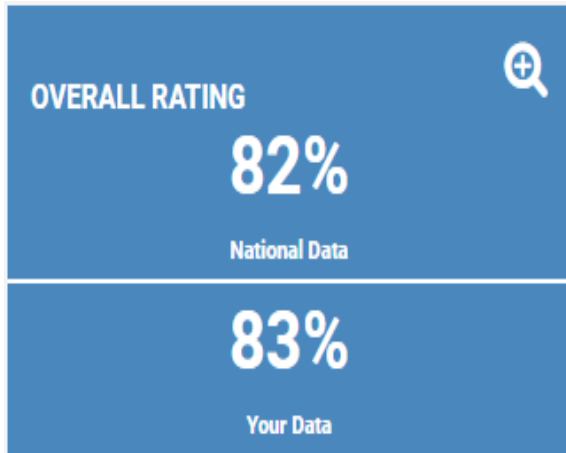 OVERALL RATING
82%
National Data
83%
Your Data